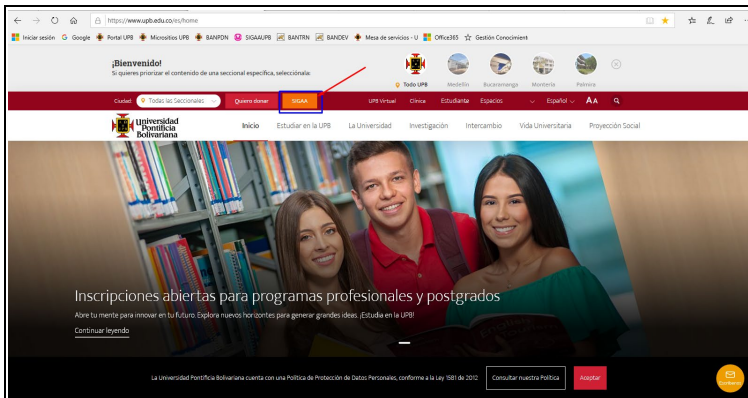 https://www.upb.edu.co/es/home
Iniciar sesión Google Portal UPB Micrositios UPB BANPDN SIGAAUPB BANTRN BANDEV Mesa de servicios - U Office365 Gestión Conocimient
¡Bienvenido!
Si quieres priorizar el contenido de una seccional específica, selecciónala:
Todo UPB Medellín Bucaramanga Montería Palmira
Ciudad: Todas las Seccionales Quiero donar SIGAA UPB Virtual Clínica Estudiante Espacios Español AA
Universidad
Pontificia
Bolivariana
Inicio Estudiar en la UPB La Universidad Investigación Intercambio Vida Universitaria Proyección Social
Inscripciones abiertas para programas profesionales y postgrados
Abre tu mente para innovar en tu futuro. Explora nuevos horizontes para generar grandes ideas. ¡Estudia en la UPB!
Continuar leyendo
La Universidad Pontificia Bolivariana cuenta con una Política de Protección de Datos Personales, conforme a la Ley 1581 de 2012 Consultar nuestra Política Aceptar
Escríbenos